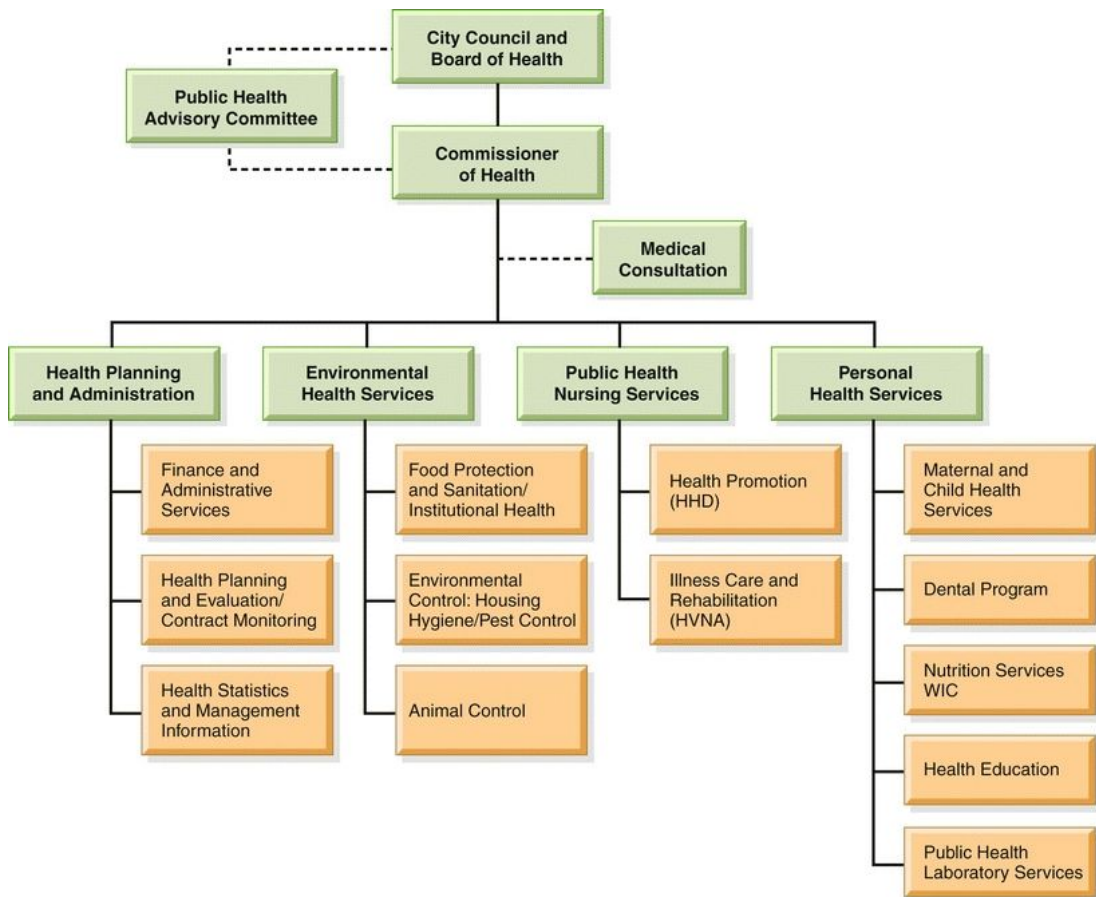 City Council and
Board of Health
Public Health
Advisory Committee
Commissioner
of Health
Medical
Consultation
Health Planning
and Administration
Environmental
Health Services
Public Health
Nursing Services
Personal
Health Services
Finance and
Administrative
Services
Health Planning
and Evaluation/
Contract Monitoring
Health Statistics
and Management
Information
Food Protection
and Sanitation/
Institutional Health
Environmental
Control: Housing
Hygiene/Pest Control
Animal Control
Health Promotion
(HHD)
Illness Care and
Rehabilitation
(HVNA)
Maternal and
Child Health
Services
Dental Program
Nutrition Services
WIC
Health Education
Public Health
Laboratory Services